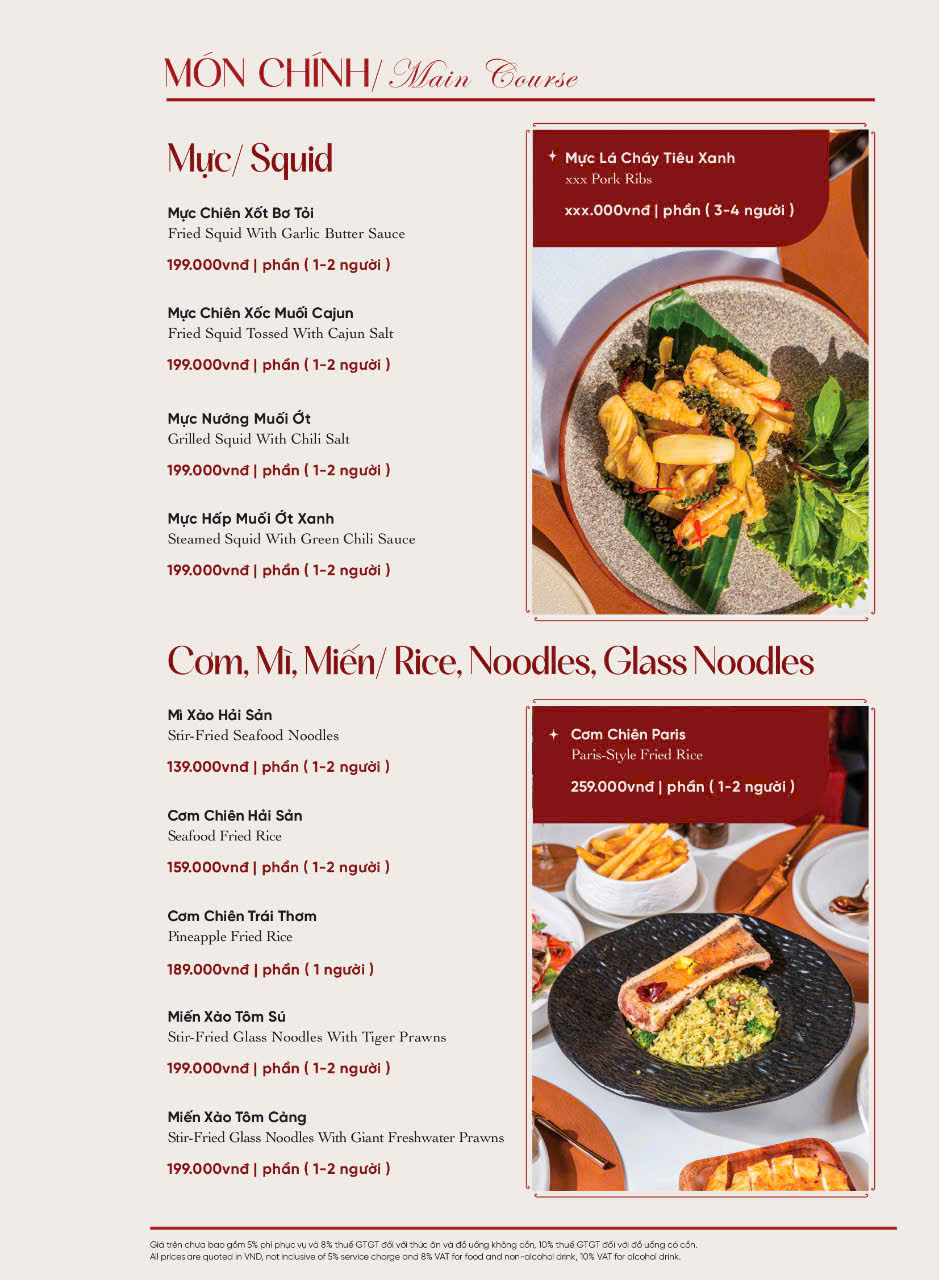 MÓN CHÍNH/ Main Course
Mực/ Squid
Mực Chiên Xốt Bơ Tỏi
Fried Squid With Garlic Butter Sauce
199.000vnđ | phần ( 1-2 người )
Mực Chiên Xốc Muối Cajun
Fried Squid Tossed With Cajun Salt
199.000vnđ | phần ( 1-2 người )
Mực Nướng Muối Ớt
Grilled Squid With Chili Salt
199.000vnđ | phần ( 1-2 người )
Mực Hấp Muối Ớt Xanh
Steamed Squid With Green Chili Sauce
199.000vnđ | phần ( 1-2 người )
Mực Lá Cháy Tiêu Xanh
xxx Pork Ribs
xxx.000vnđ | phần ( 3-4 người )
Cơm, Mì, Miến/ Rice, Noodles, Glass Noodles
Mì Xào Hải Sản
Stir-Fried Seafood Noodles
139.000vnđ | phần ( 1-2 người )
Cơm Chiên Hải Sản
Seafood Fried Rice
159.000vnđ | phần ( 1-2 người )
Cơm Chiên Trái Thơm
Pineapple Fried Rice
189.000vnđ | phần ( 1 người )
Miến Xào Tôm Sú
Stir-Fried Glass Noodles With Tiger Prawns
199.000vnđ | phần ( 1-2 người )
Miến Xào Tôm Càng
Stir-Fried Glass Noodles With Giant Freshwater Prawns
199.000vnđ | phần ( 1-2 người )
Cơm Chiên Paris
Paris-Style Fried Rice
259.000vnđ | phần ( 1-2 người )
Giá trên chưa bao gồm 5% phí phục vụ và 8% thuế GTGT đối với thức ăn và đồ uống không cồn, 10% thuế GTGT đối với đồ uống có cồn.
All prices are quoted in VND, not inclusive of 5% service charge and 8% VAT for food and non-alcohol drink, 10% VAT for alcohol drink.